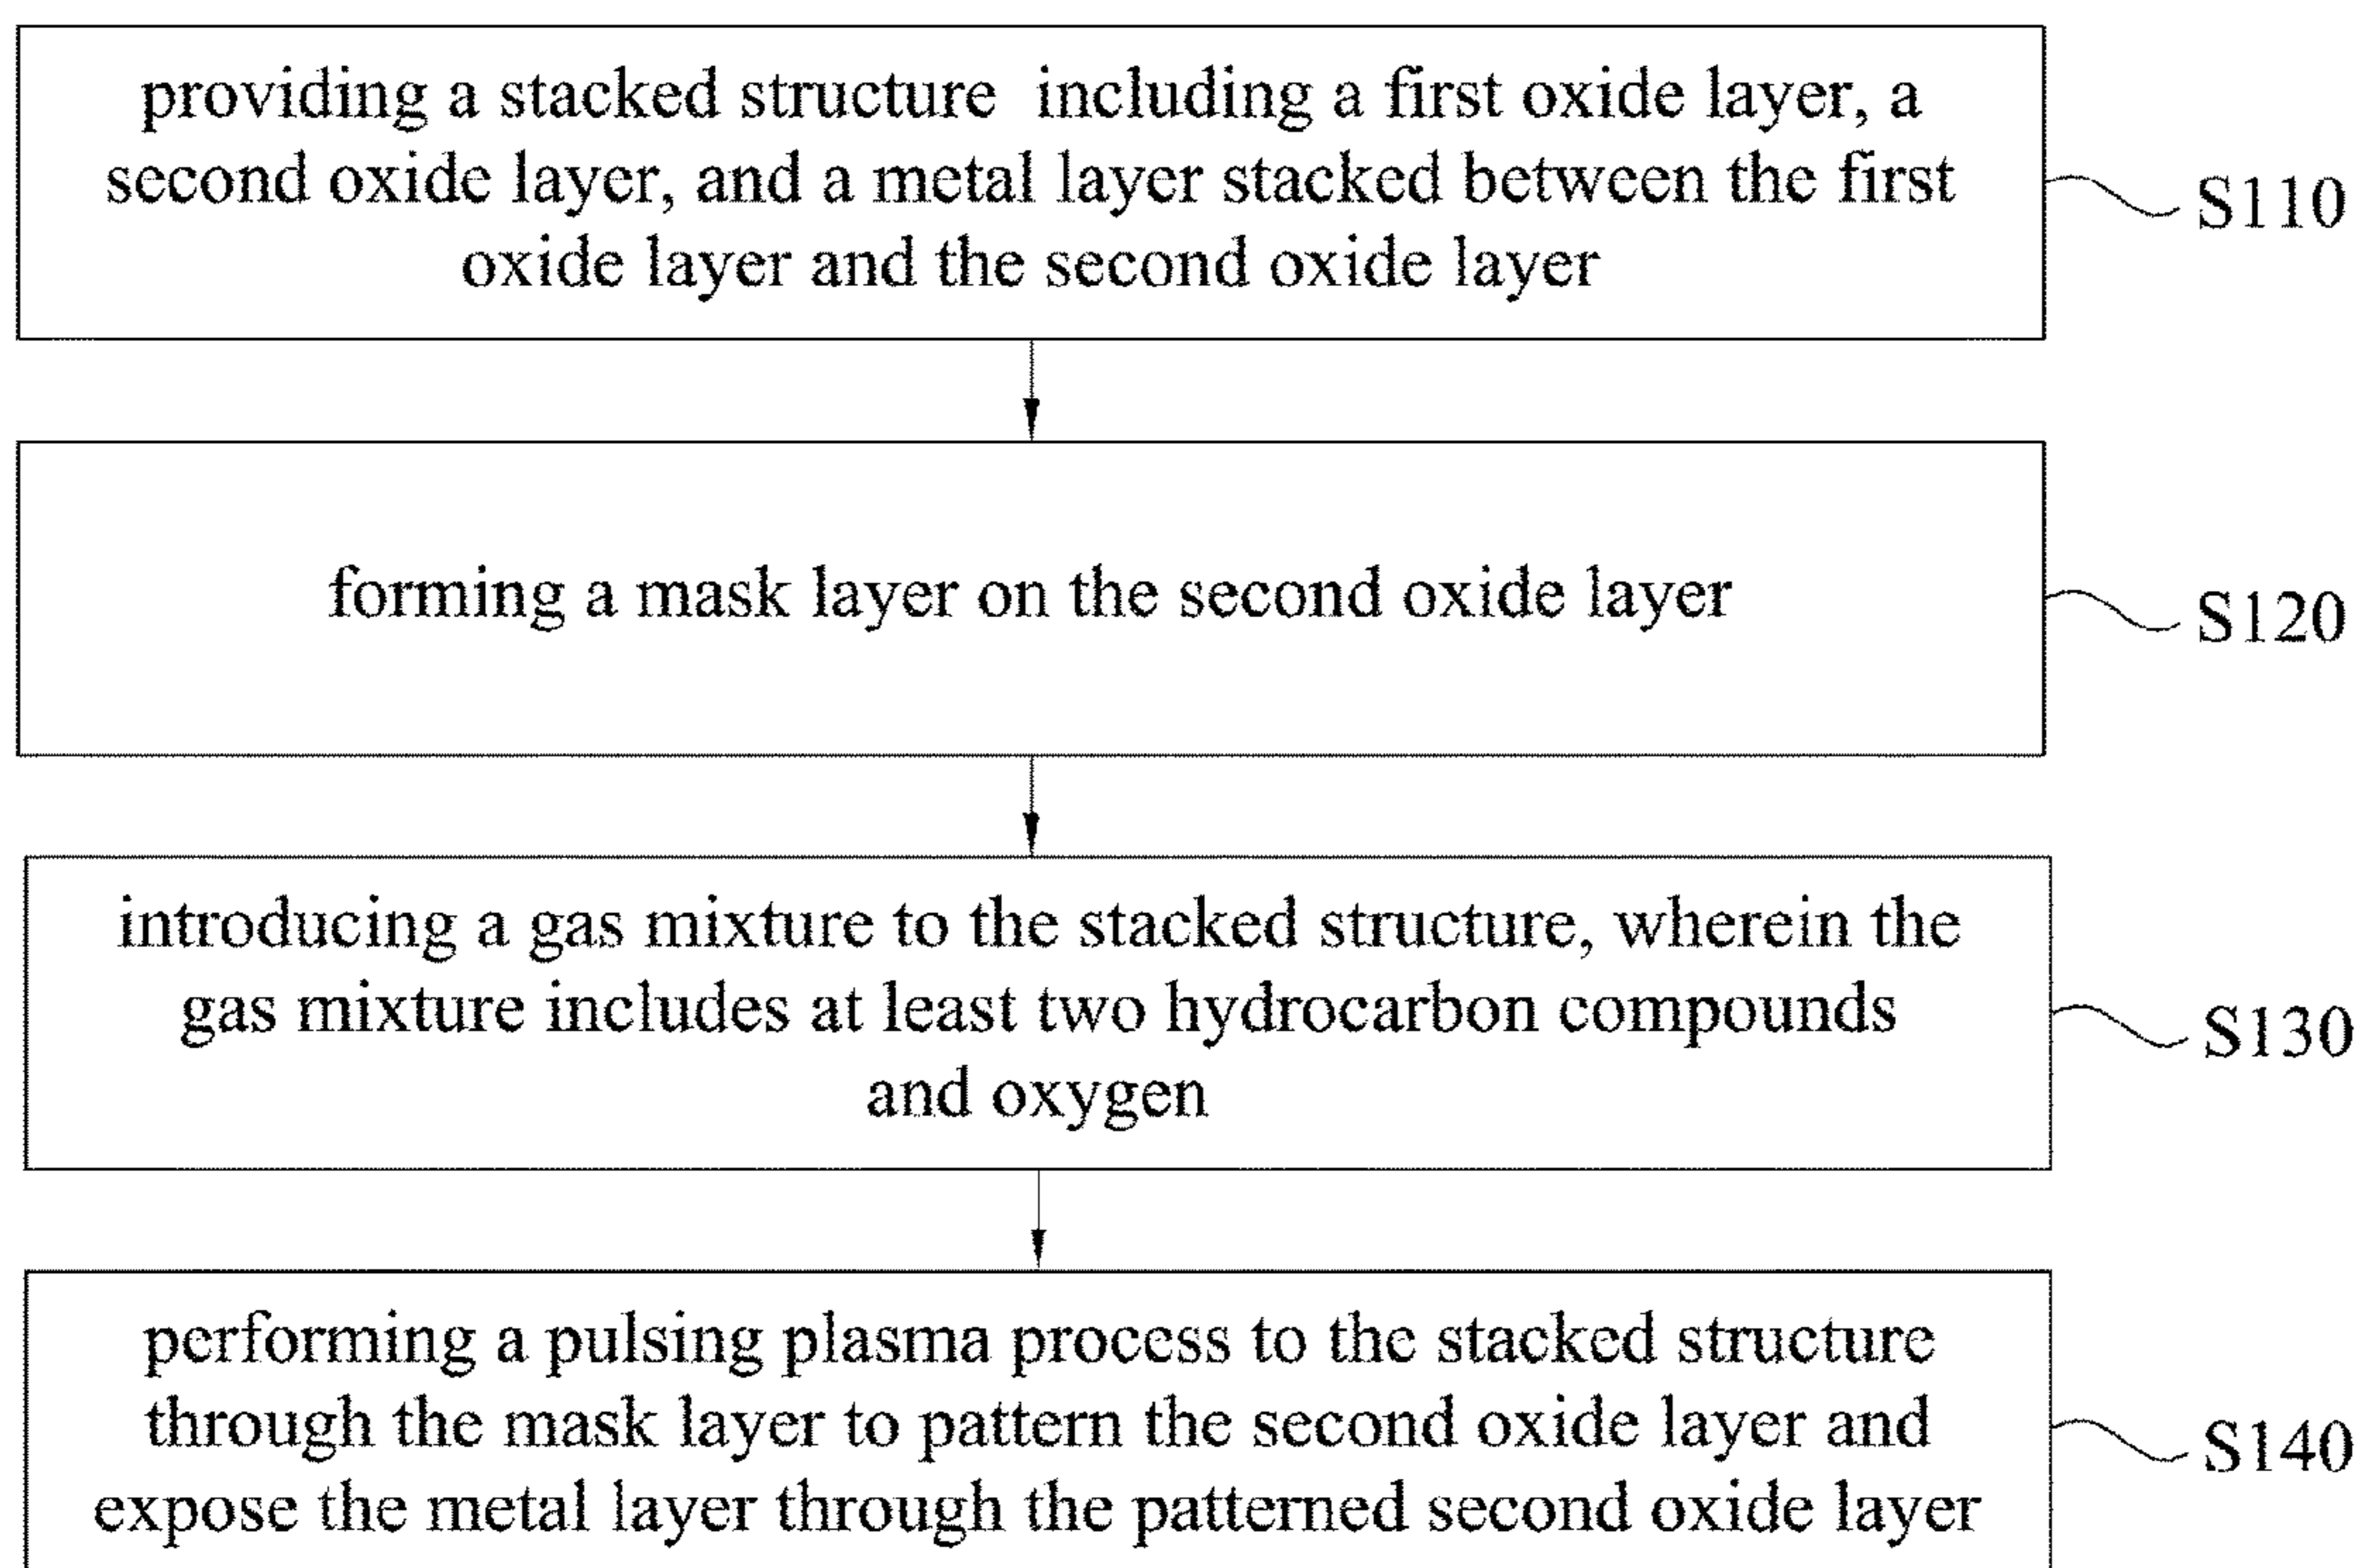 providing a stacked structure including a first oxide layer, a
second oxide layer, and a metal layer stacked between the first
oxide layer and the second oxide layer
S110
forming a mask layer on the second oxide layer
S120
introducing a gas mixture to the stacked structure, wherein the
gas mixture includes at least two hydrocarbon compounds
and oxygen
S130
performing a pulsing plasma process to the stacked structure
through the mask layer to pattern the second oxide layer and
expose the metal layer through the patterned second oxide layer
S140